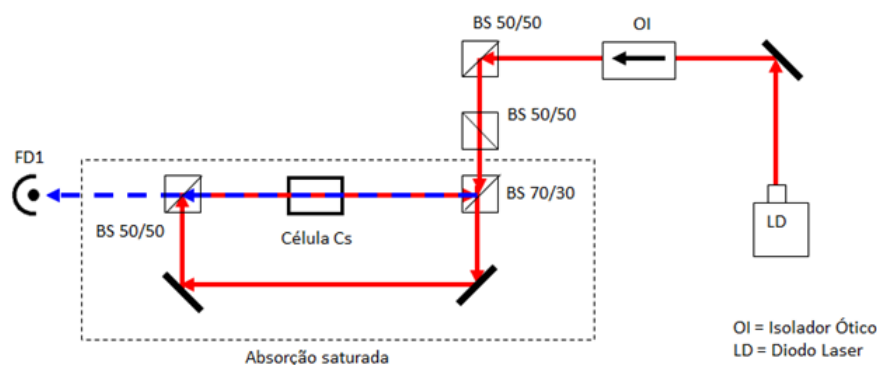 BS 50/50
OI
BS 50/50
FD1
BS 70/30
BS 50/50
Célula Cs
LD
OI = Isolador Ótico
LD = Diodo Laser
Absorção saturada